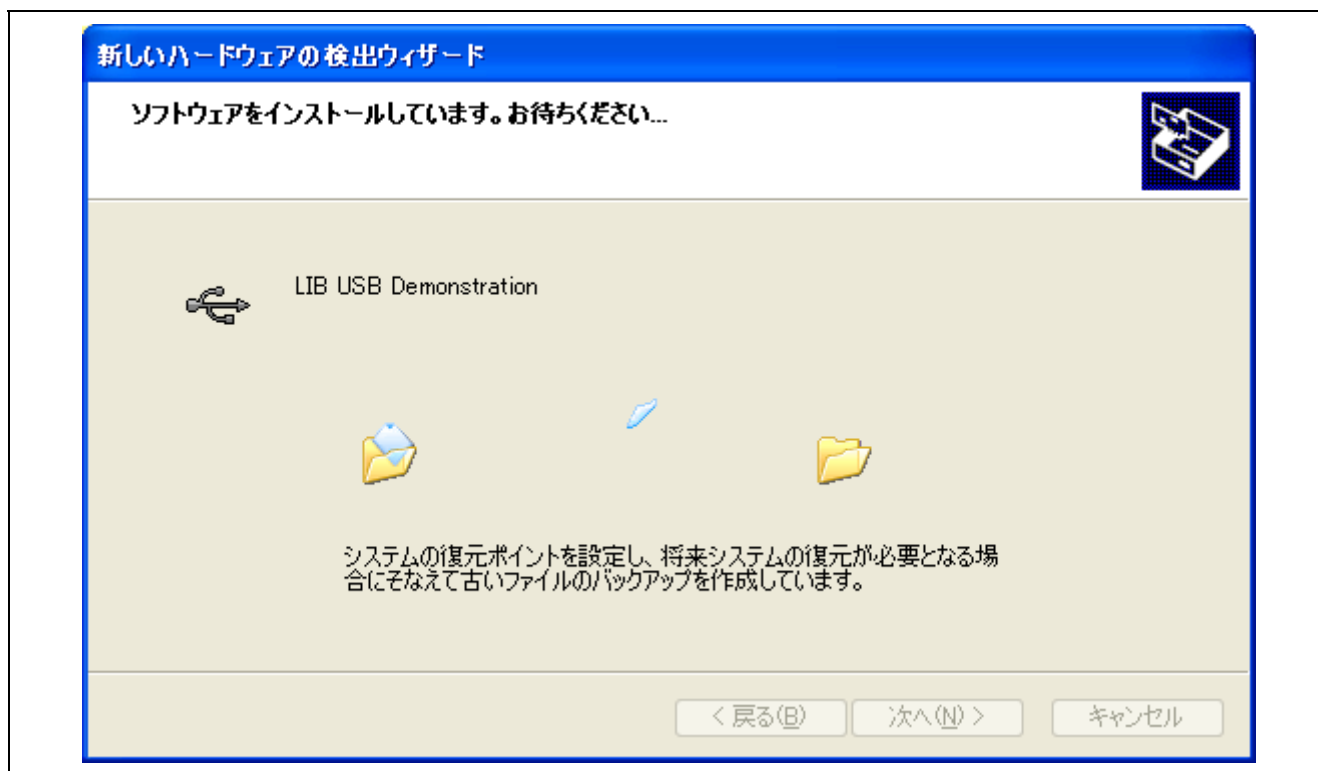 新しいハードウェアの検出ウィザード
ソフトウェアをインストールしています。お待ちください...
LIB USB Demonstration
システムの復元ポイントを設定し、将来システムの復元が必要となる場
合にそなえて古いファイルのバックアップを作成しています。
< 戻る(B) 次へ(N) > キャンセル